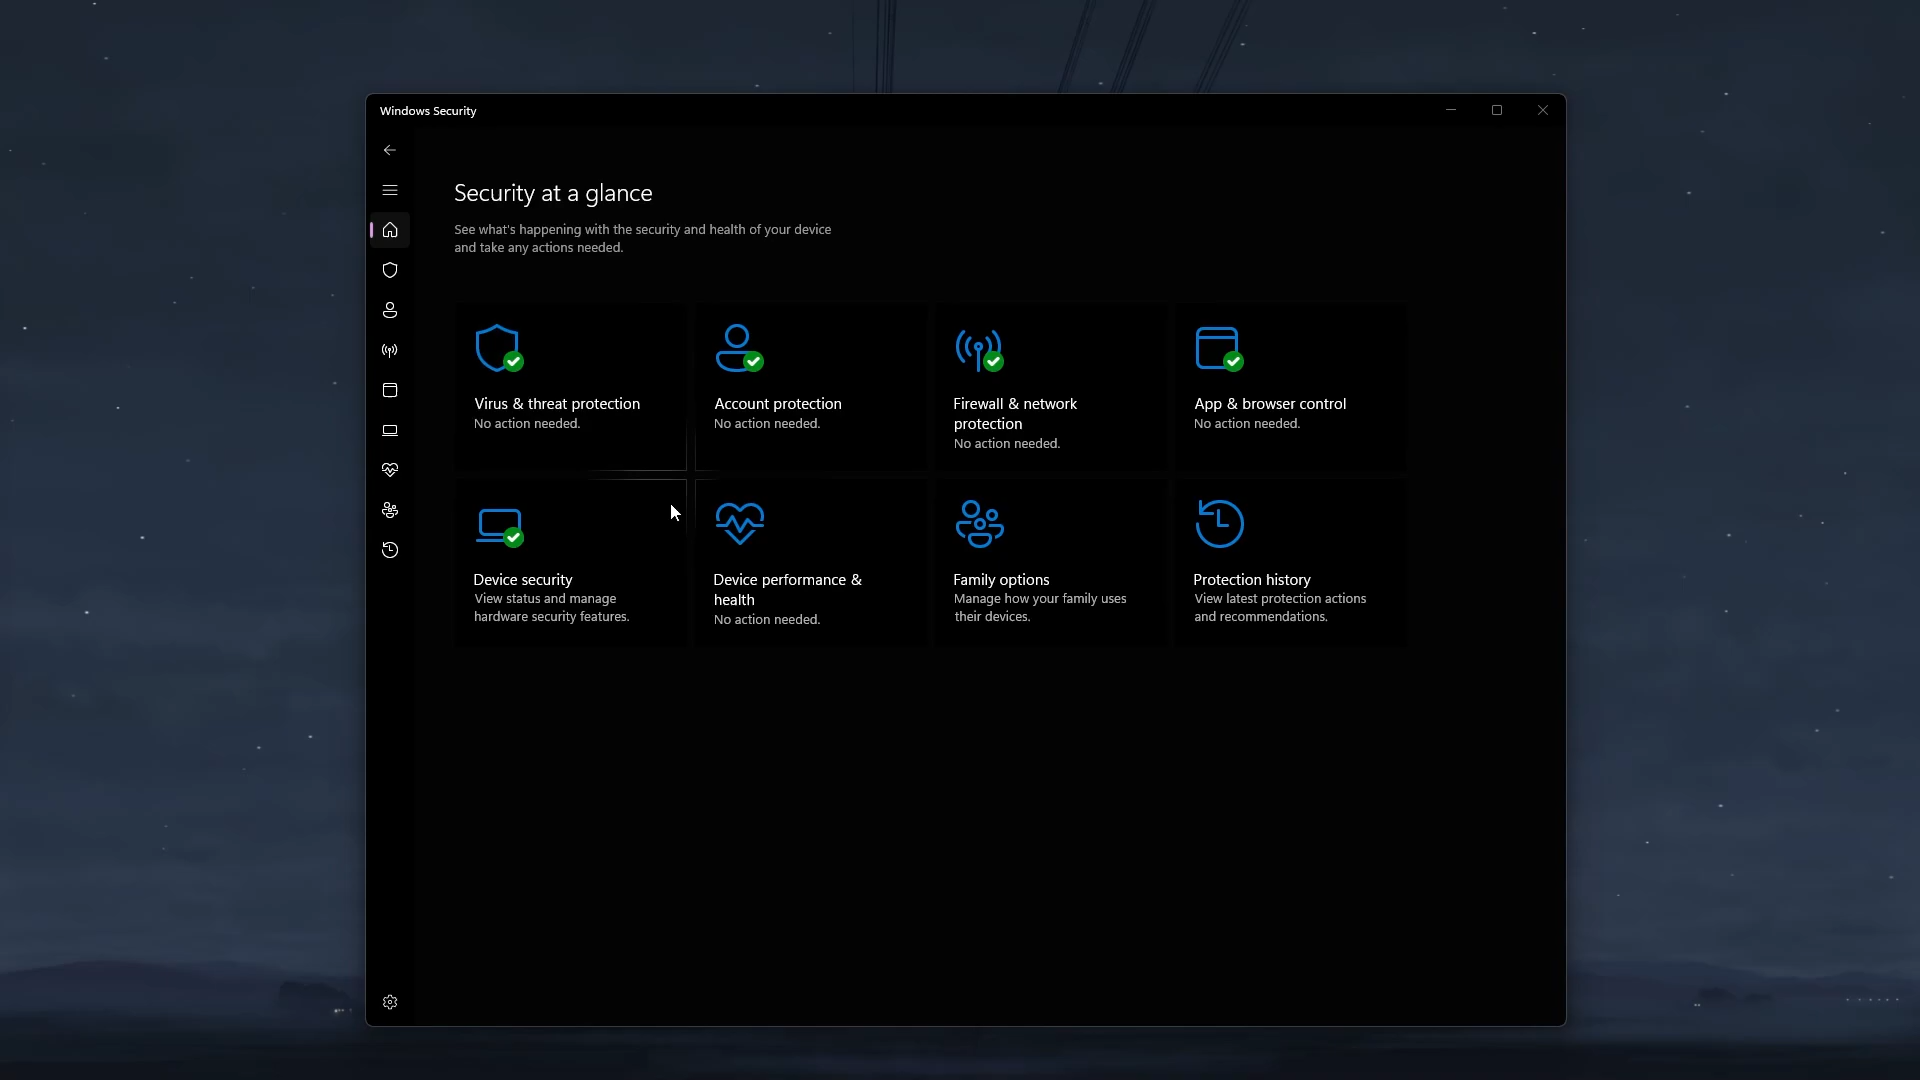 Windows Security
Security at a glance
See what's happening with the security and health of your device
and take any actions needed.
Virus & threat protection
No action needed.
Account protection
No action needed.
Firewall & network
protection
No action needed.
App & browser control
No action needed.
Device security
View status and manage
hardware security features.
Device performance &
health
No action needed.
Family options
Manage how your family uses
their devices.
Protection history
View latest protection actions
and recommendations.